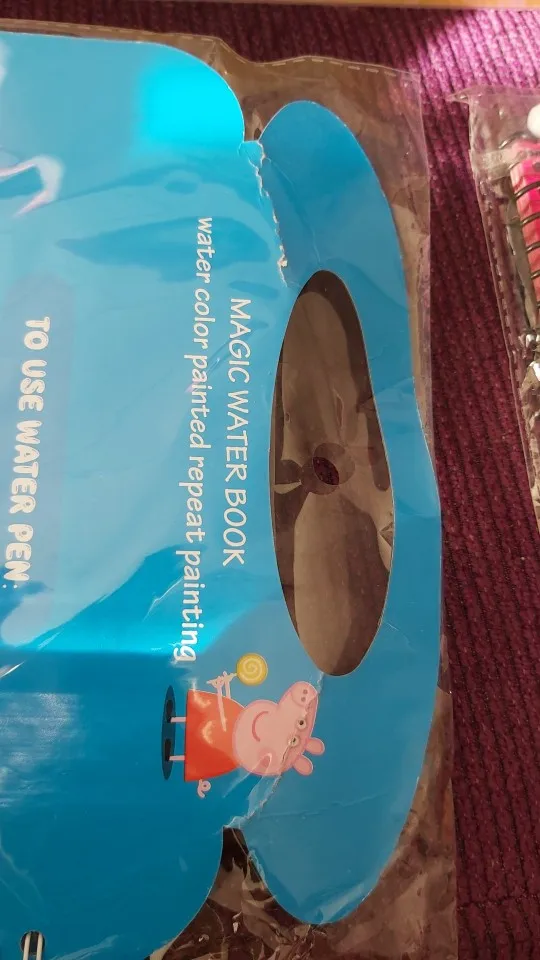 MAGIC WATER BOOK
water color painted repeat painting
TO USE WATER PEN: